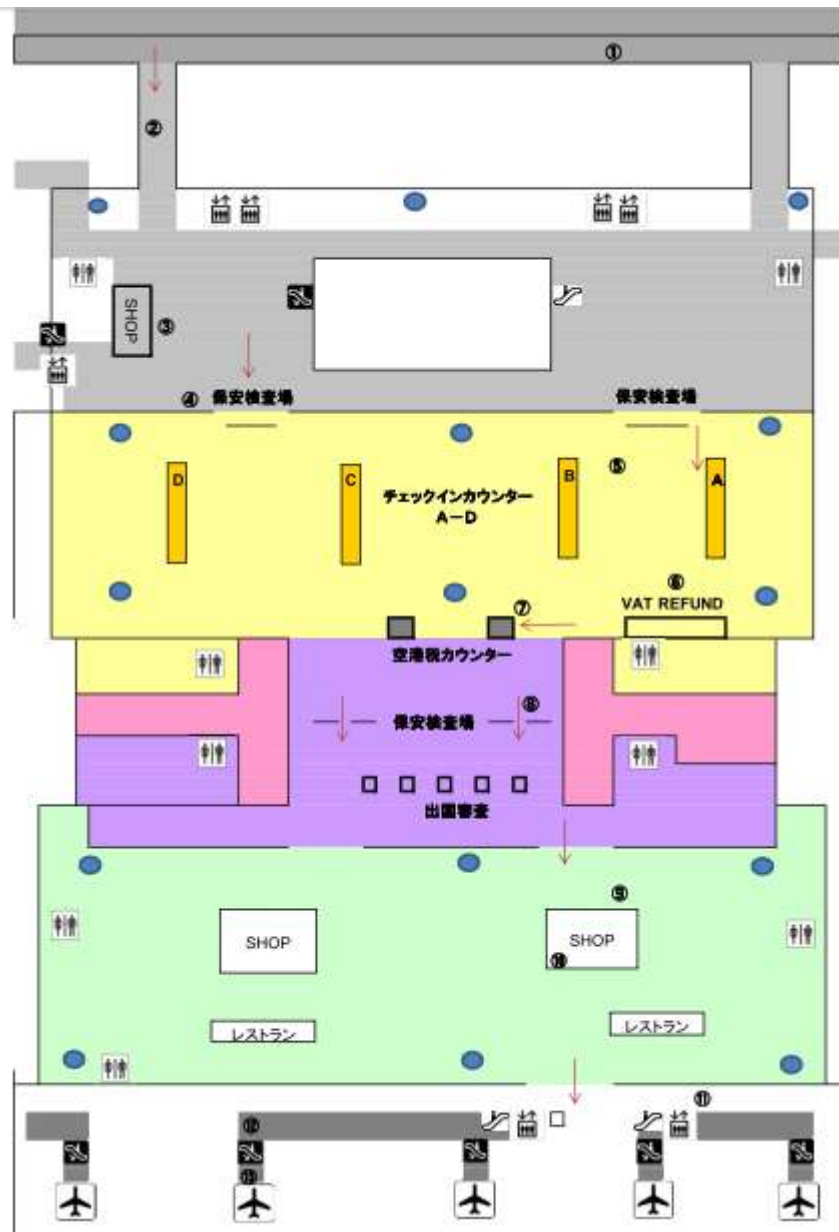 ①
②
SHOP
③
④ 保安検査場
保安検査場
⑤
D
C
B
A
チェックインカウンター
A－D
⑥
VAT REFUND
⑦
空港税カウンター
⑧
保安検査場
出国審査
⑨
SHOP
SHOP
⑩
レストラン
レストラン
⑪
⑫
⑬